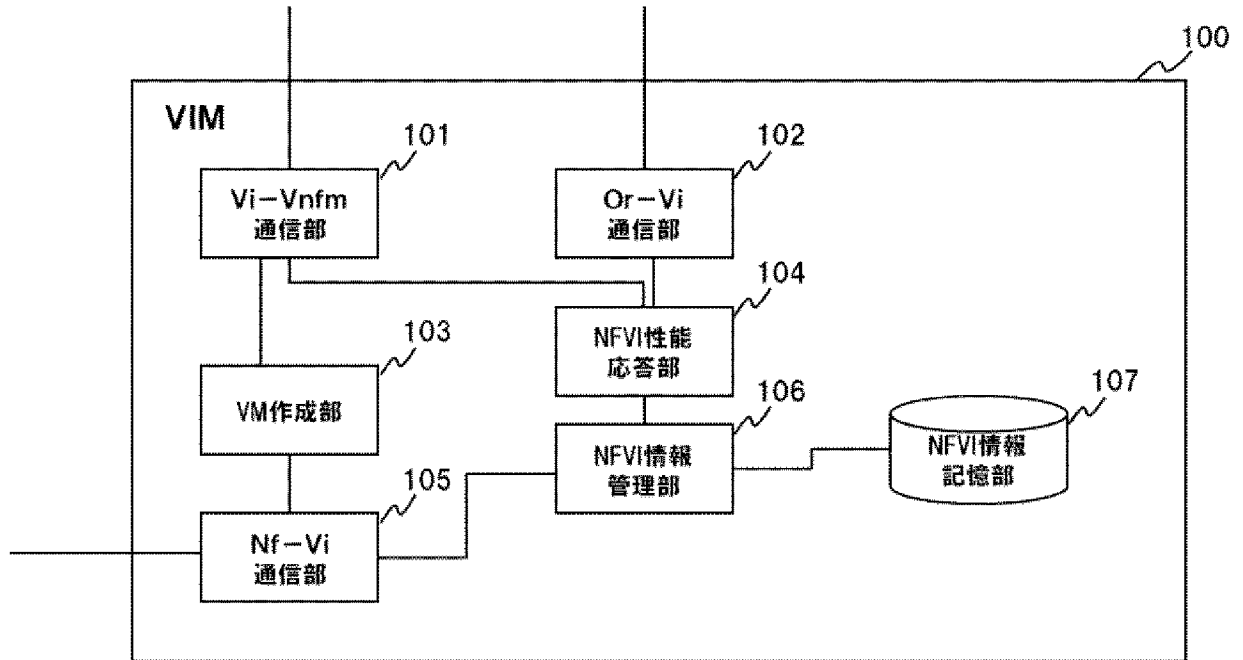 100
VIM
101
Vi-Vnfm
通信部
102
Or-Vi
通信部
103
VM作成部
104
NFVI性能
応答部
105
Nf-Vi
通信部
106
NFVI情報
管理部
107
NFVI情報
記憶部